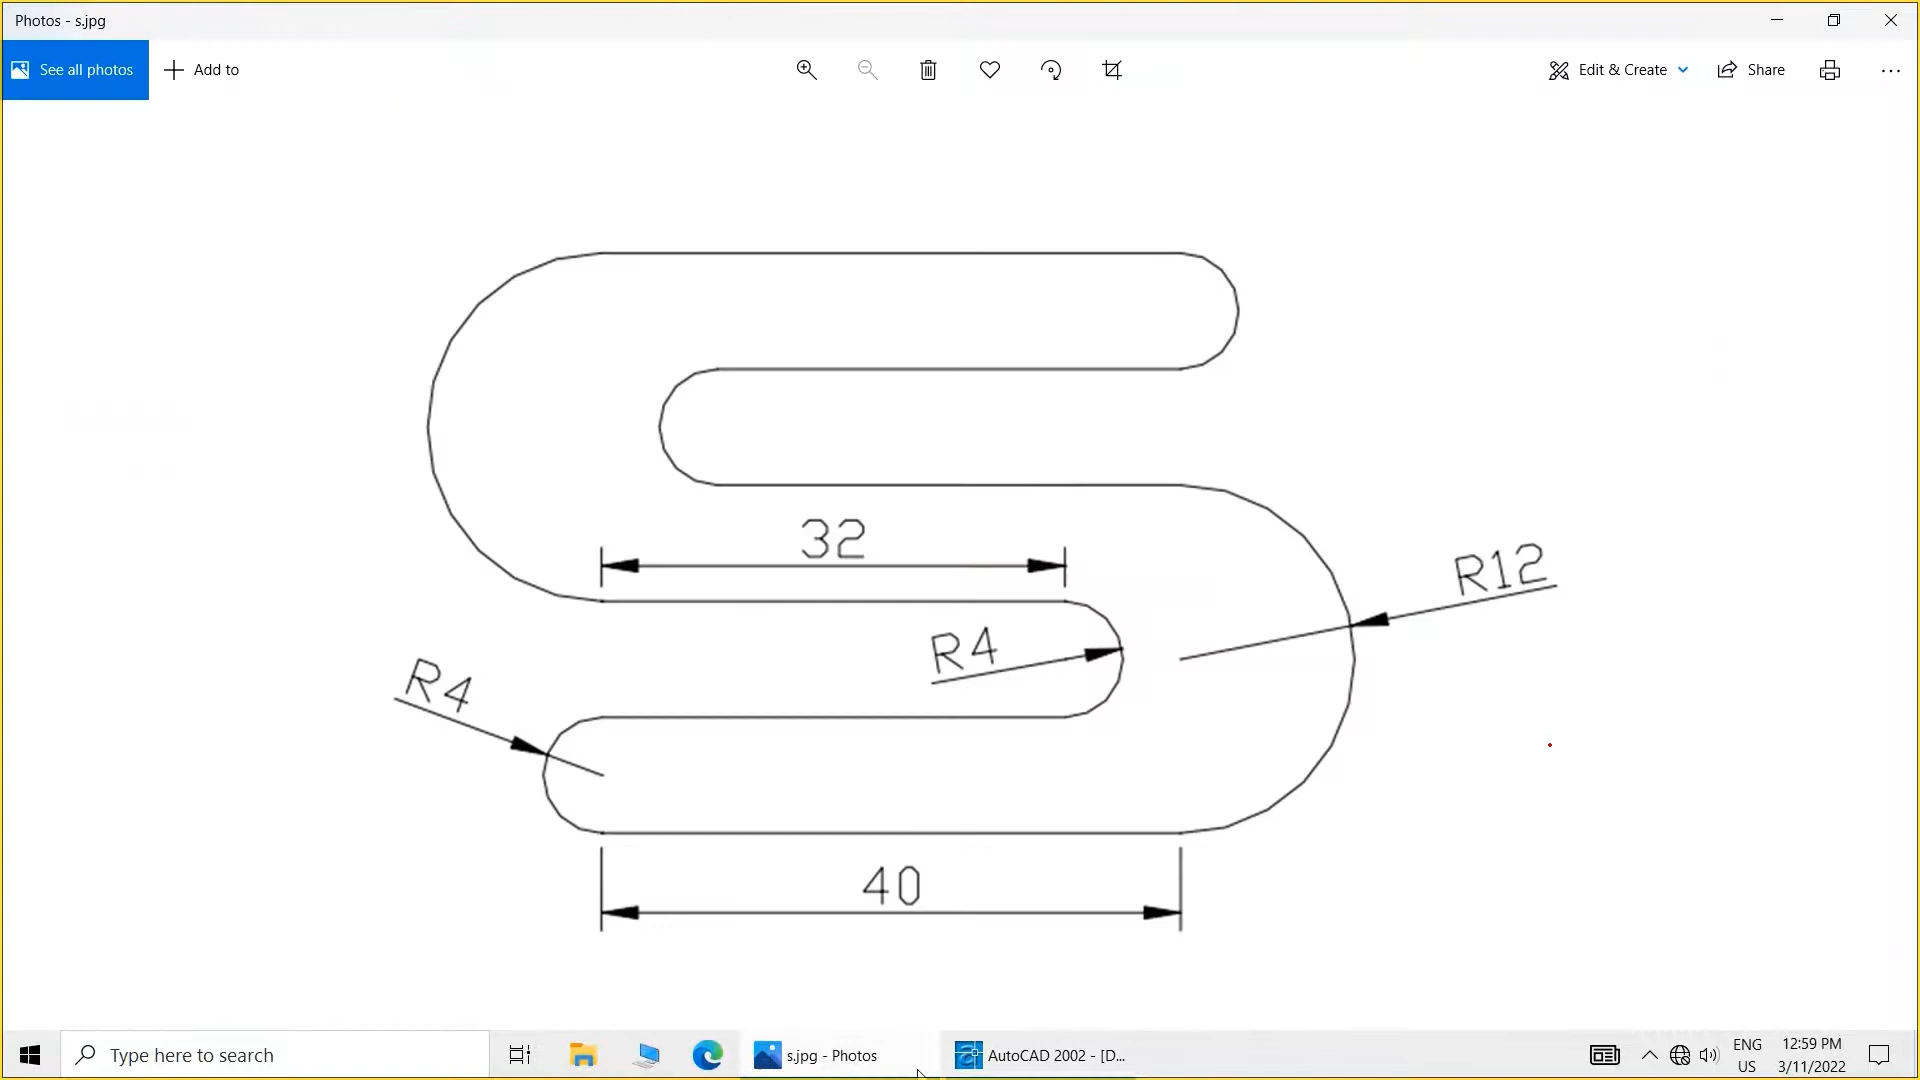 Photos - s.jpg
See all photos
Add to
Edit & Create
Share
32
R12
R4
R4
40
Type here to search
s.jpg - Photos
AutoCAD 2002 - [D...
ENG
US
12:59 PM
3/11/2022